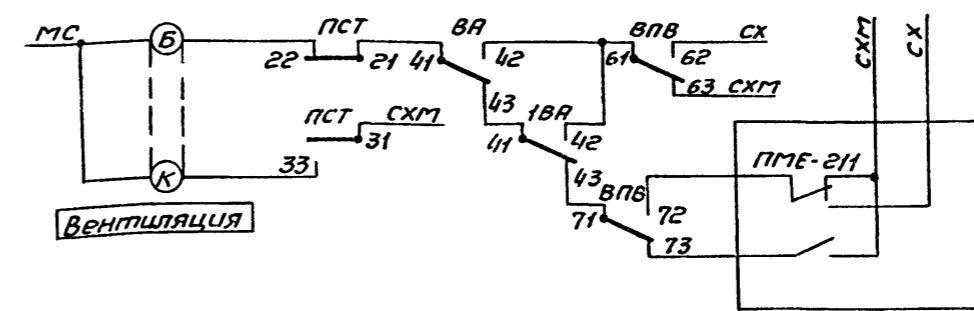 МС
Б
ПСТ
22
21
ВА
41
42
43
ВПВ
СХ
61
62
63 СХМ
СХМ
СХ
ПСТ
СХМ
31
33
К
1ВА
41
42
43
ВПВ
71
72
73
ПМЕ-211
Вентиляция